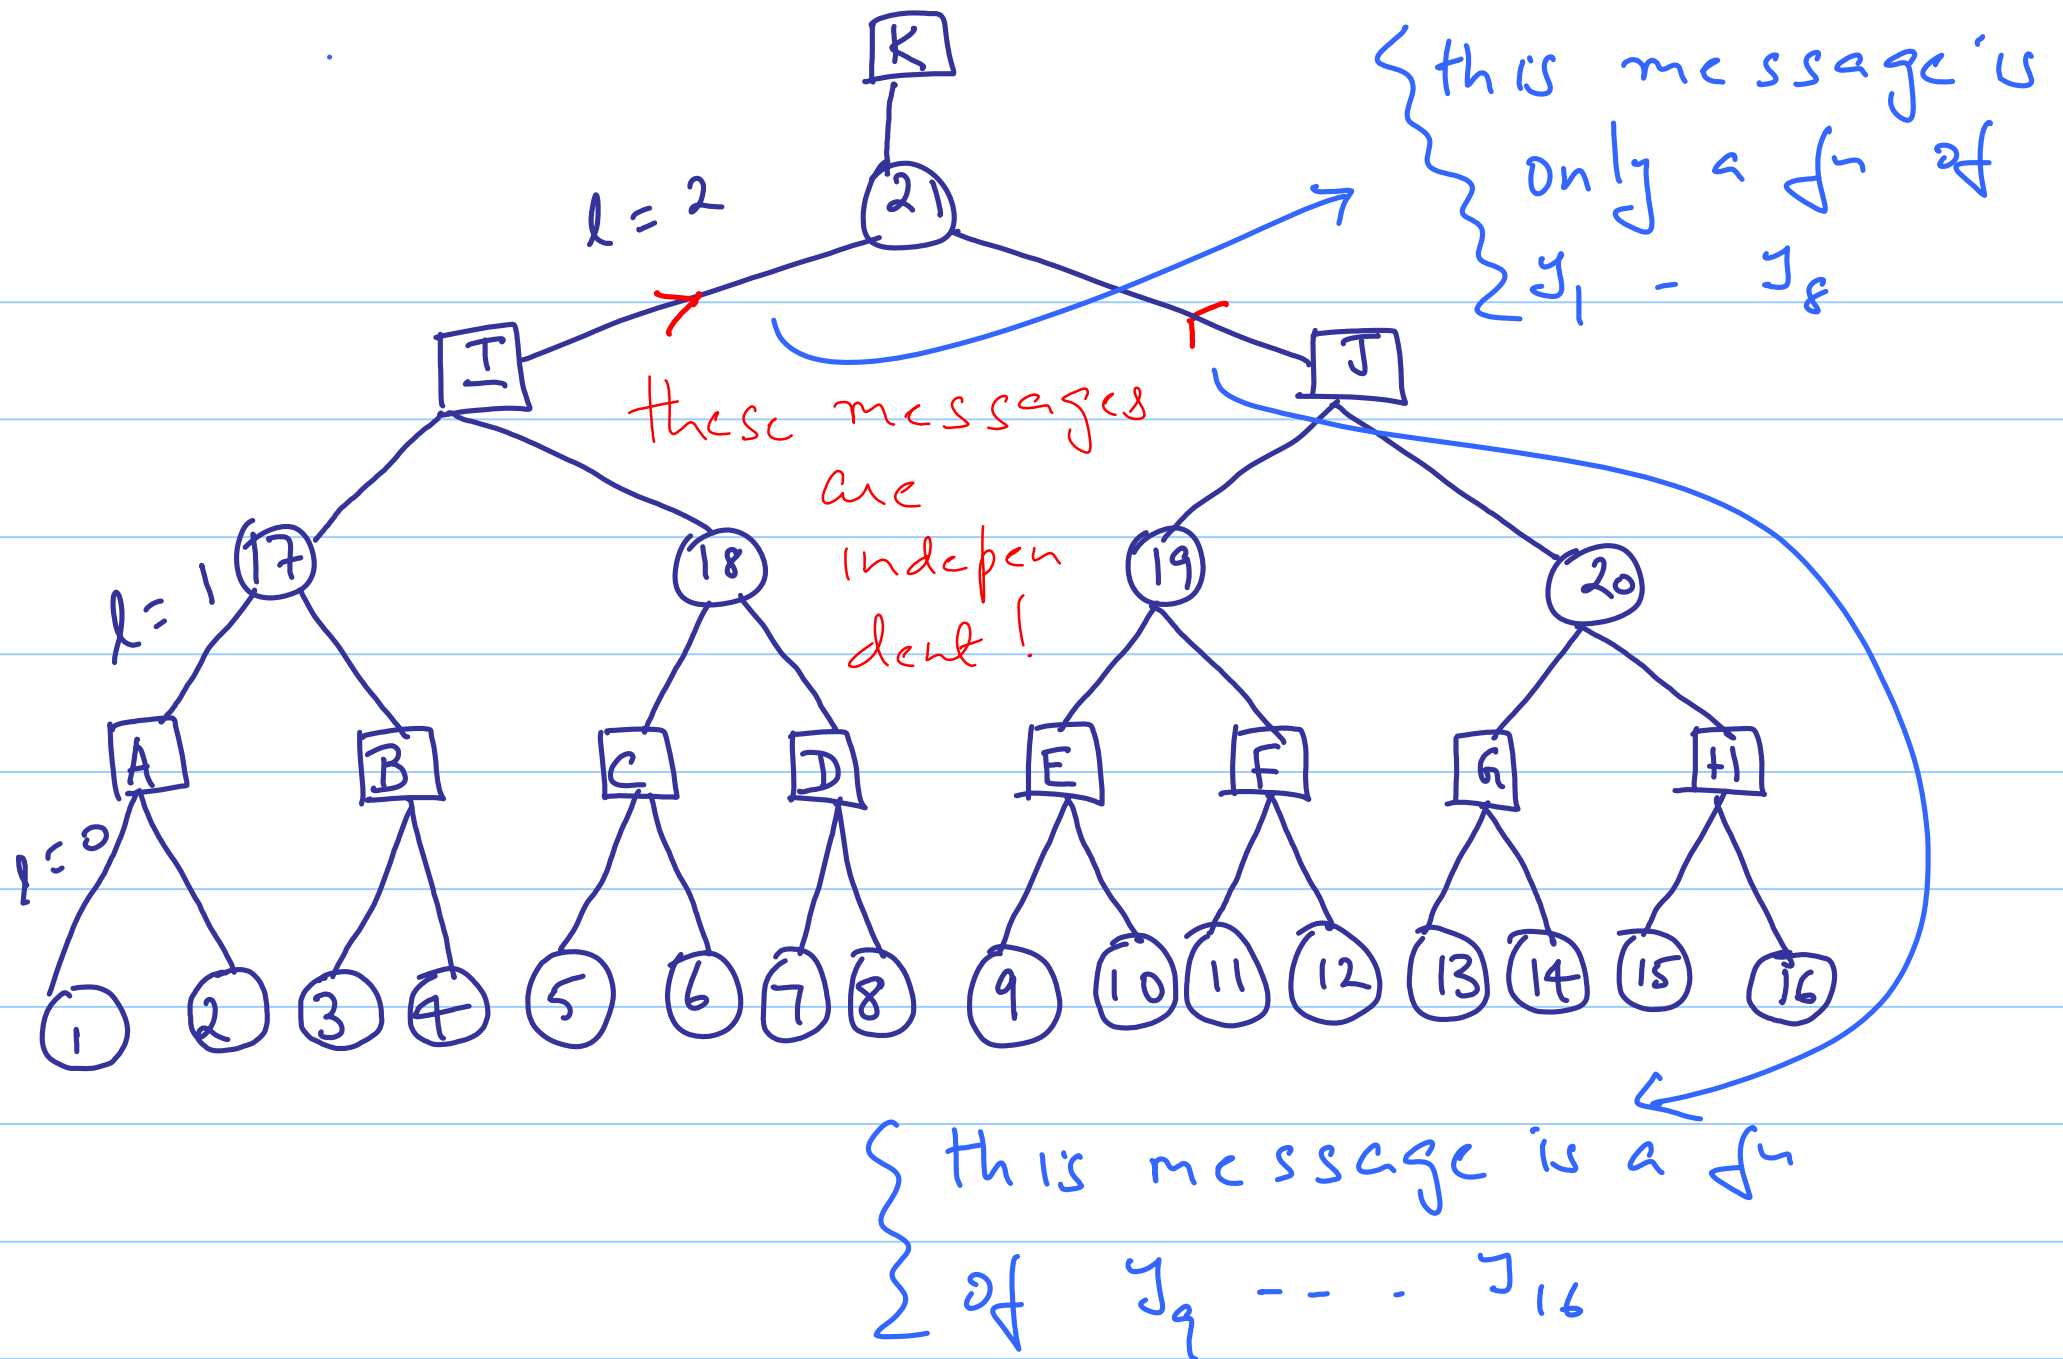 K
{ this message is
only a fn of
Y1 - Y8
21
l = 2
I
J
these messages
are
indepen
dent!
17
18
19
20
l = 1
A
B
C
D
E
F
G
H
l = 0
1
2
3
4
5
6
7
8
9
10
11
12
13
14
15
16
{ this message is a fn
of Y9 --- . Y16